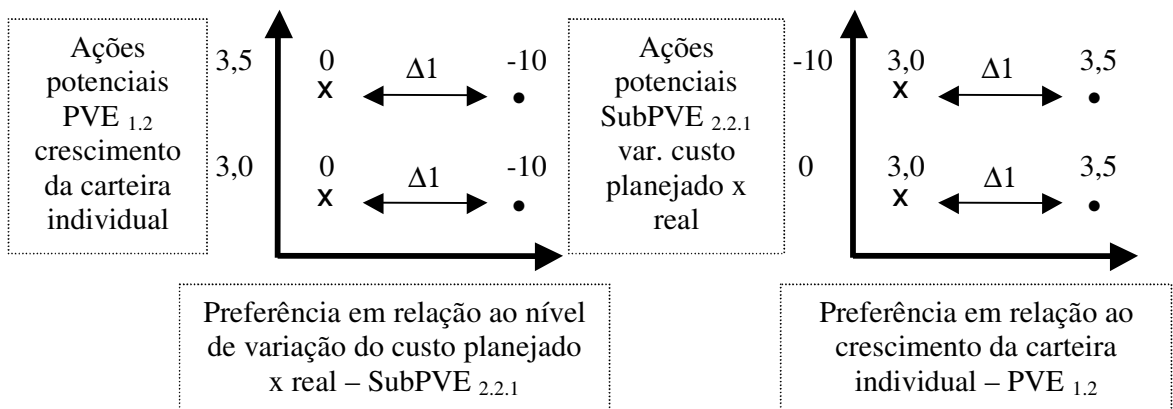 Ações
potenciais
PVE 1.2
crescimento
da carteira
individual
3,5
0
x
Δ1
-10
3,0
0
x
Δ1
-10
Preferência em relação ao nível
de variação do custo planejado
x real – SubPVE 2.2.1
Ações
potenciais
SubPVE 2.2.1
var. custo
planejado x
real
-10
3,0
x
Δ1
3,5
0
3,0
x
Δ1
3,5
Preferência em relação ao
crescimento da carteira
individual – PVE 1.2